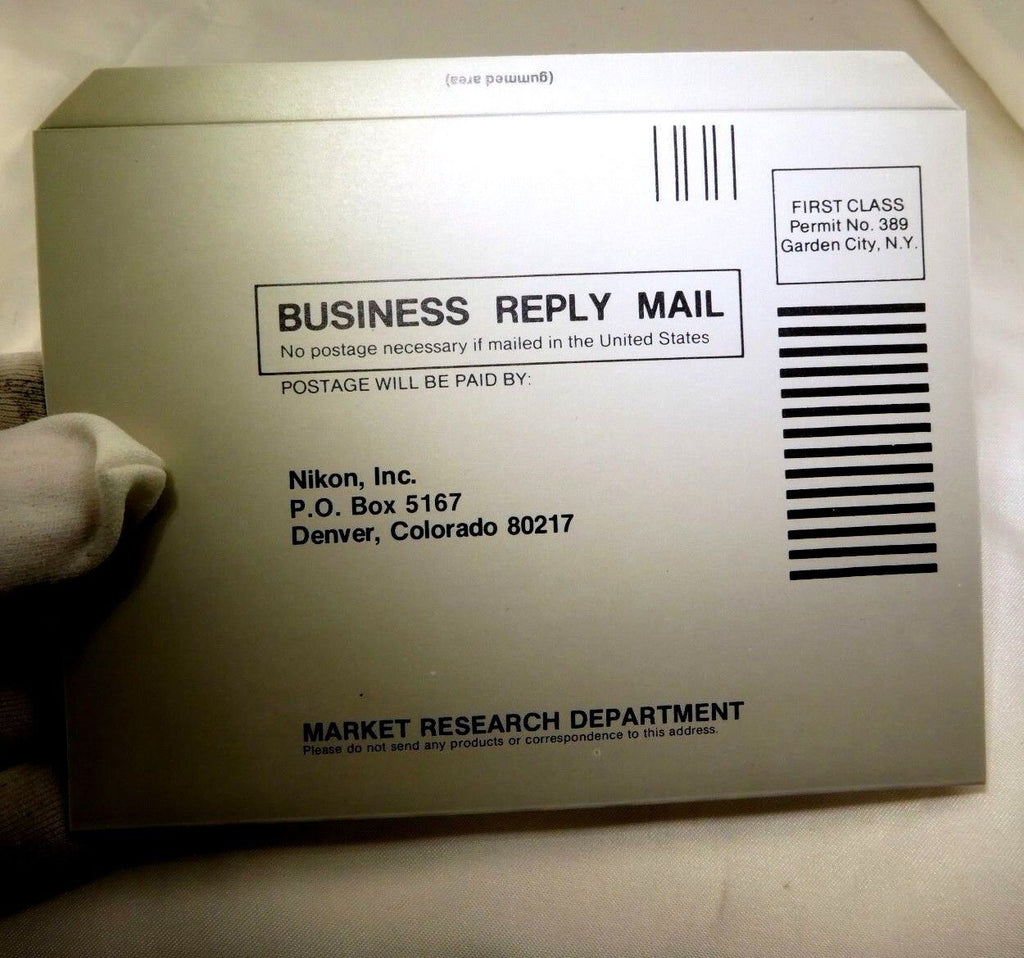 (gummed area)
FIRST CLASS
Permit No. 389
Garden City, N.Y.
BUSINESS REPLY MAIL
No postage necessary if mailed in the United States
POSTAGE WILL BE PAID BY:
Nikon, Inc.
P.O. Box 5167
Denver, Colorado 80217
MARKET RESEARCH DEPARTMENT
Please do not send any products or correspondence to this address.